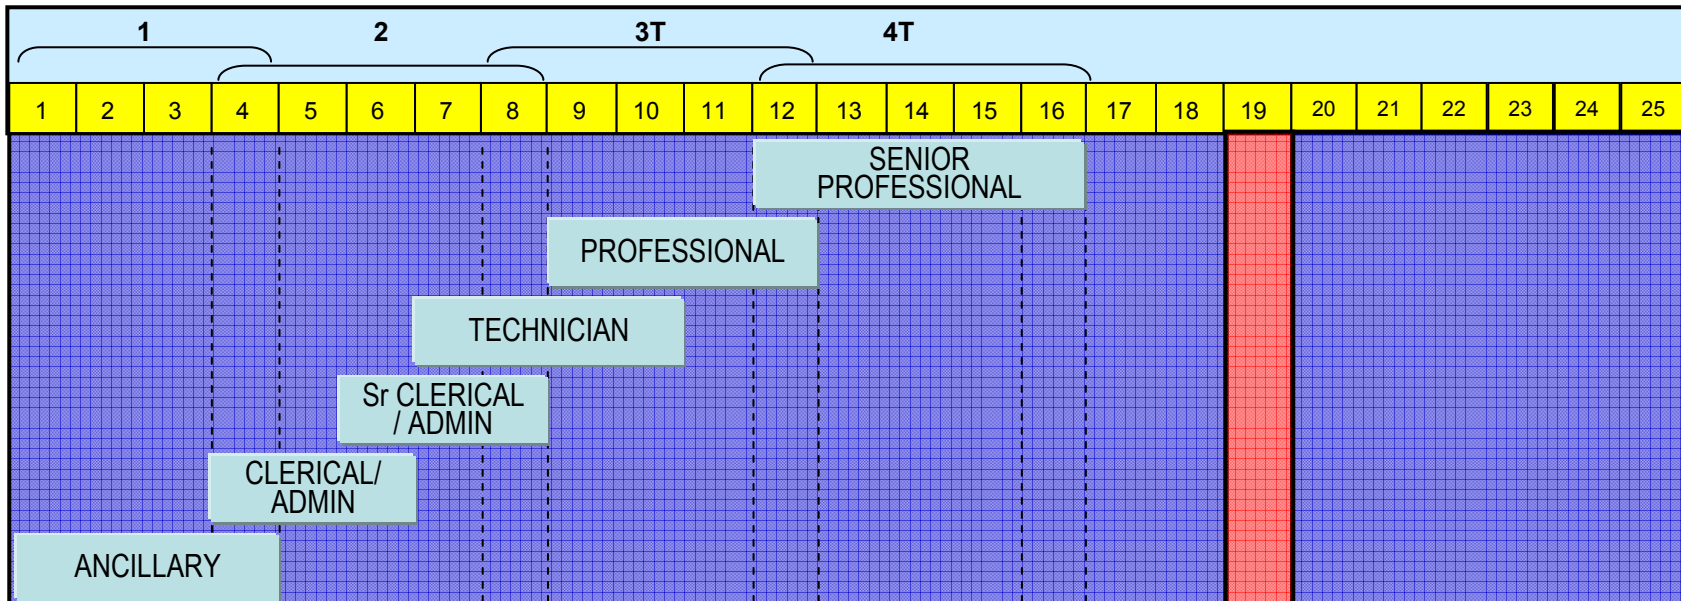 1 2 3T 4T
1 2 3 4 5 6 7 8 9 10 11 12 13 14 15 16 17 18 19 20 21 22 23 24 25
SENIOR
PROFESSIONAL
PROFESSIONAL
TECHNICIAN
Sr CLERICAL
/ ADMIN
CLERICAL/
ADMIN
ANCILLARY